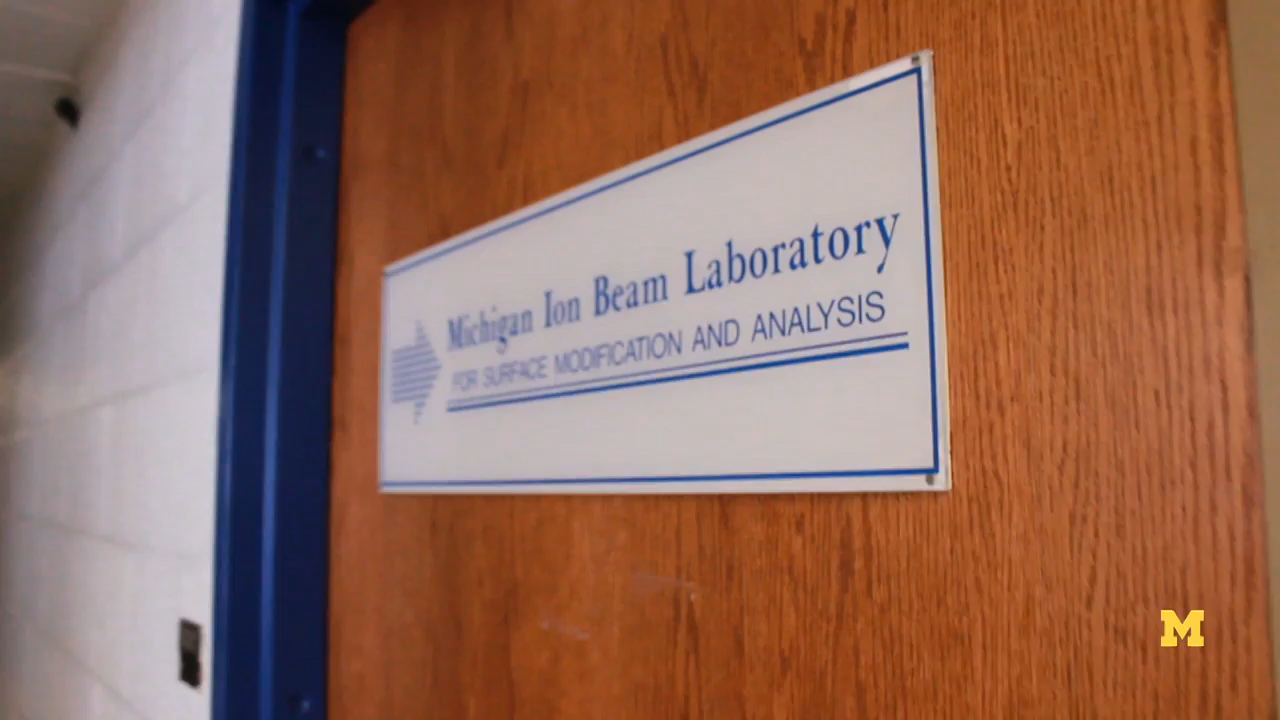 Michigan Ion Beam Laboratory
FOR SURFACE MODIFICATION AND ANALYSIS
M